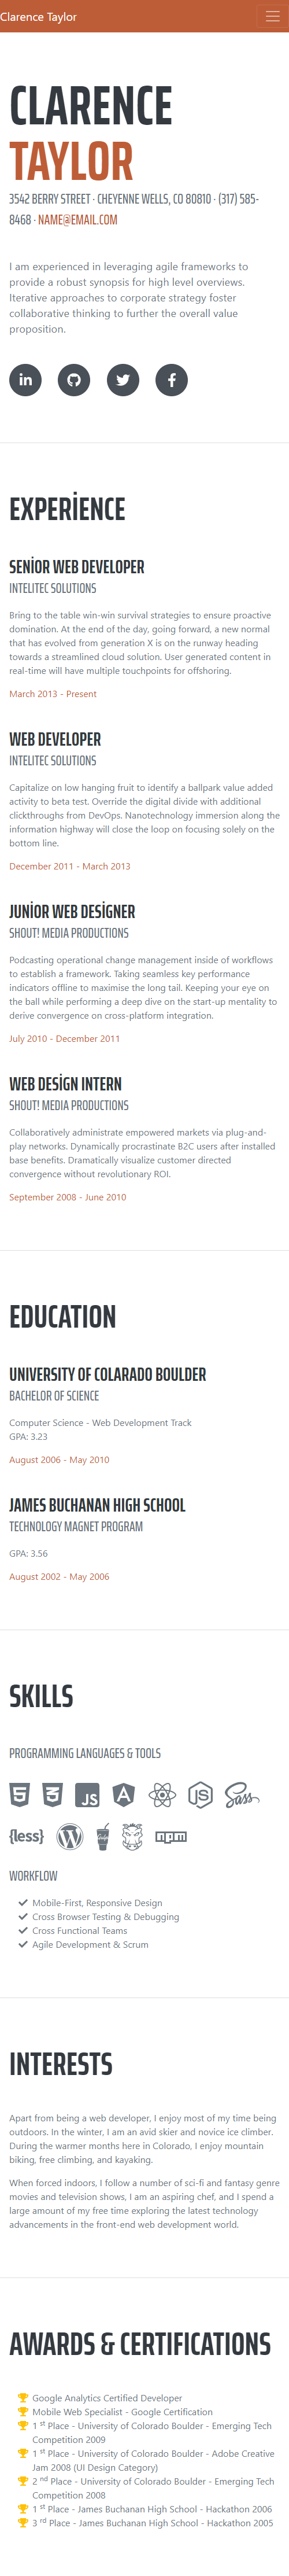 Clarence Taylor
CLARENCE
TAYLOR
3542 BERRY STREET · CHEYENNE WELLS, CO 80810 · (317) 585-
8468 · NAME@EMAIL.COM
I am experienced in leveraging agile frameworks to
provide a robust synopsis for high level overviews.
Iterative approaches to corporate strategy foster
collaborative thinking to further the overall value
proposition.
EXPERİENCE
SENİOR WEB DEVELOPER
INTELITEC SOLUTIONS
Bring to the table win-win survival strategies to ensure proactive
domination. At the end of the day, going forward, a new normal
that has evolved from generation X is on the runway heading
towards a streamlined cloud solution. User generated content in
real-time will have multiple touchpoints for offshoring.
March 2013 - Present
WEB DEVELOPER
INTELITEC SOLUTIONS
Capitalize on low hanging fruit to identify a ballpark value added
activity to beta test. Override the digital divide with additional
clickthroughs from DevOps. Nanotechnology immersion along the
information highway will close the loop on focusing solely on the
bottom line.
December 2011 - March 2013
JUNİOR WEB DESİGNER
SHOUT! MEDIA PRODUCTIONS
Podcasting operational change management inside of workflows
to establish a framework. Taking seamless key performance
indicators offline to maximise the long tail. Keeping your eye on
the ball while performing a deep dive on the start-up mentality to
derive convergence on cross-platform integration.
July 2010 - December 2011
WEB DESİGN INTERN
SHOUT! MEDIA PRODUCTIONS
Collaboratively administrate empowered markets via plug-and-
play networks. Dynamically procrastinate B2C users after installed
base benefits. Dramatically visualize customer directed
convergence without revolutionary ROI.
September 2008 - June 2010
EDUCATION
UNIVERSITY OF COLARADO BOULDER
BACHELOR OF SCIENCE
Computer Science - Web Development Track
GPA: 3.23
August 2006 - May 2010
JAMES BUCHANAN HIGH SCHOOL
TECHNOLOGY MAGNET PROGRAM
GPA: 3.56
August 2002 - May 2006
SKILLS
PROGRAMMING LANGUAGES & TOOLS
5 3 JS A JS Sass
{less} W Gulp npm
WORKFLOW
Mobile-First, Responsive Design
Cross Browser Testing & Debugging
Cross Functional Teams
Agile Development & Scrum
INTERESTS
Apart from being a web developer, I enjoy most of my time being
outdoors. In the winter, I am an avid skier and novice ice climber.
During the warmer months here in Colorado, I enjoy mountain
biking, free climbing, and kayaking.
When forced indoors, I follow a number of sci-fi and fantasy genre
movies and television shows, I am an aspiring chef, and I spend a
large amount of my free time exploring the latest technology
advancements in the front-end web development world.
AWARDS & CERTIFICATIONS
Google Analytics Certified Developer
Mobile Web Specialist - Google Certification
1 st Place - University of Colorado Boulder - Emerging Tech
Competition 2009
1 st Place - University of Colorado Boulder - Adobe Creative
Jam 2008 (UI Design Category)
2 nd Place - University of Colorado Boulder - Emerging Tech
Competition 2008
1 st Place - James Buchanan High School - Hackathon 2006
3 rd Place - James Buchanan High School - Hackathon 2005